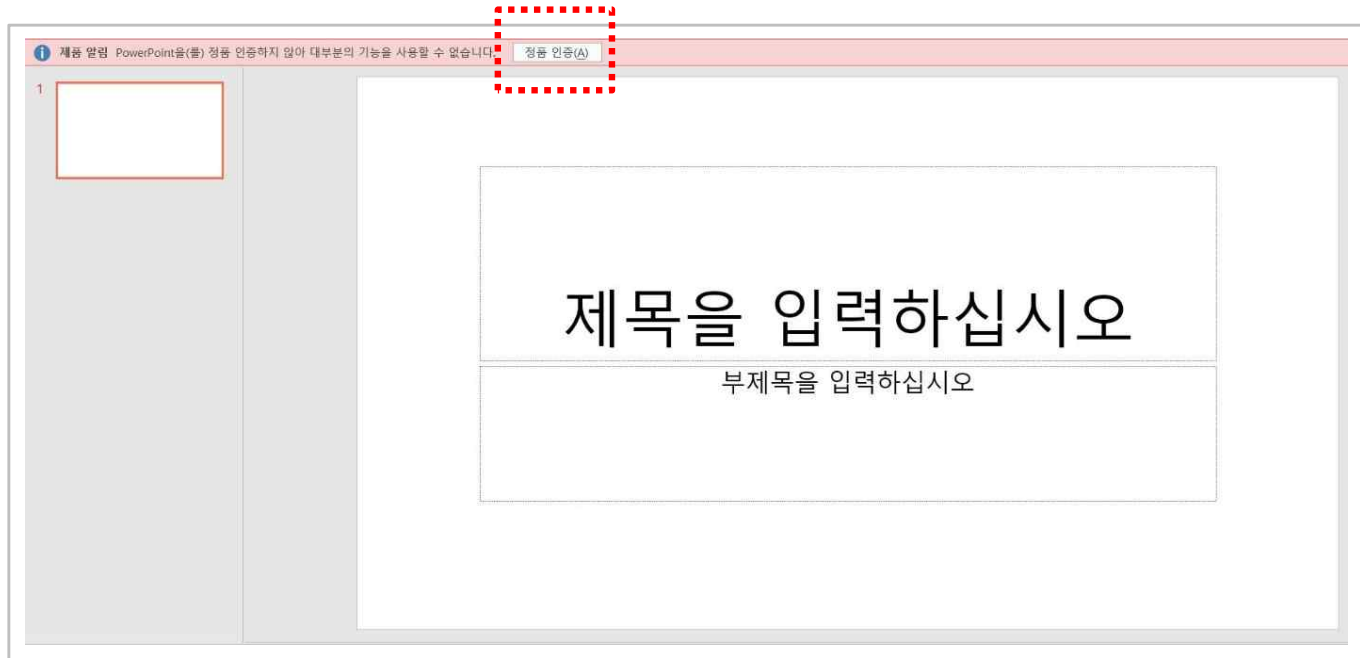 제품 알림 PowerPoint을(를) 정품 인증하지 않아 대부분의 기능을 사용할 수 없습니다. 정품 인증(A)
1
제목을 입력하십시오
부제목을 입력하십시오